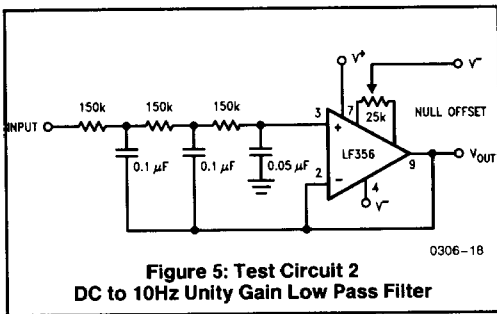 V+
V-
150k 150k 150k
3 7 25k NULL OFFSET
INPUT
+
LF356
0.1 μF 0.1 μF 0.05 μF
9 VOUT
2 - 4
V-
0306-18
Figure 5: Test Circuit 2
DC to 10Hz Unity Gain Low Pass Filter